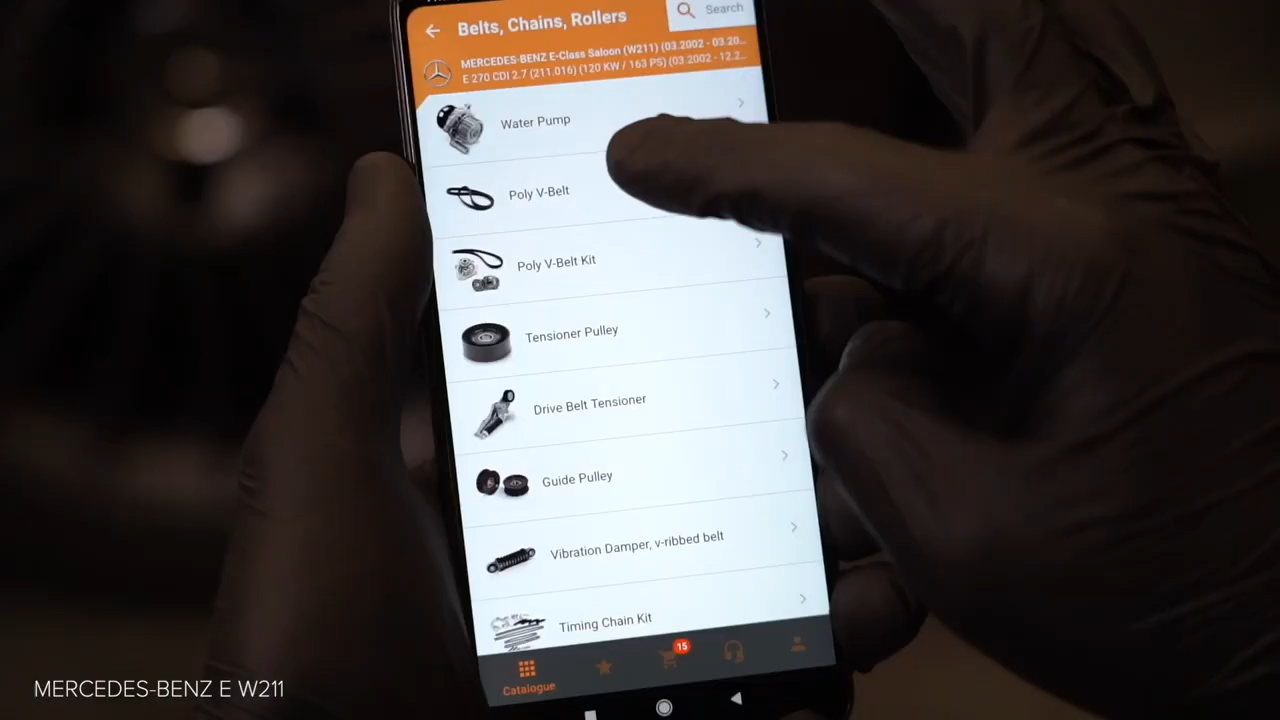 Belts, Chains, Rollers
Search
MERCEDES-BENZ E-Class Saloon (W211) (03.2002 - 03.20...
E 270 CDI 2.7 (211.016) (120 KW / 163 PS) (03.2002 - 12.2...
Water Pump
Poly V-Belt
Poly V-Belt Kit
Tensioner Pulley
Drive Belt Tensioner
Guide Pulley
Vibration Damper, v-ribbed belt
Timing Chain Kit
15
Catalogue
MERCEDES-BENZ E W211